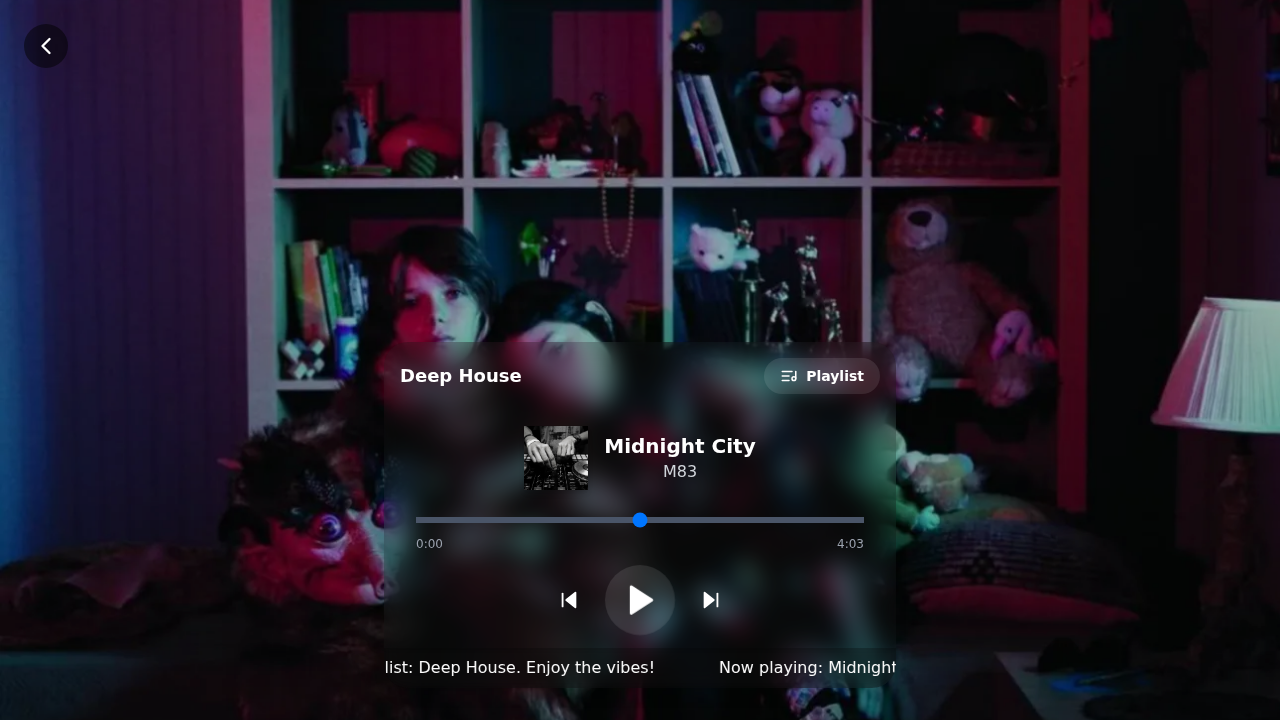 Deep House
Playlist
Midnight City
M83
0:00
4:03
list: Deep House. Enjoy the vibes!
Now playing: Midnight